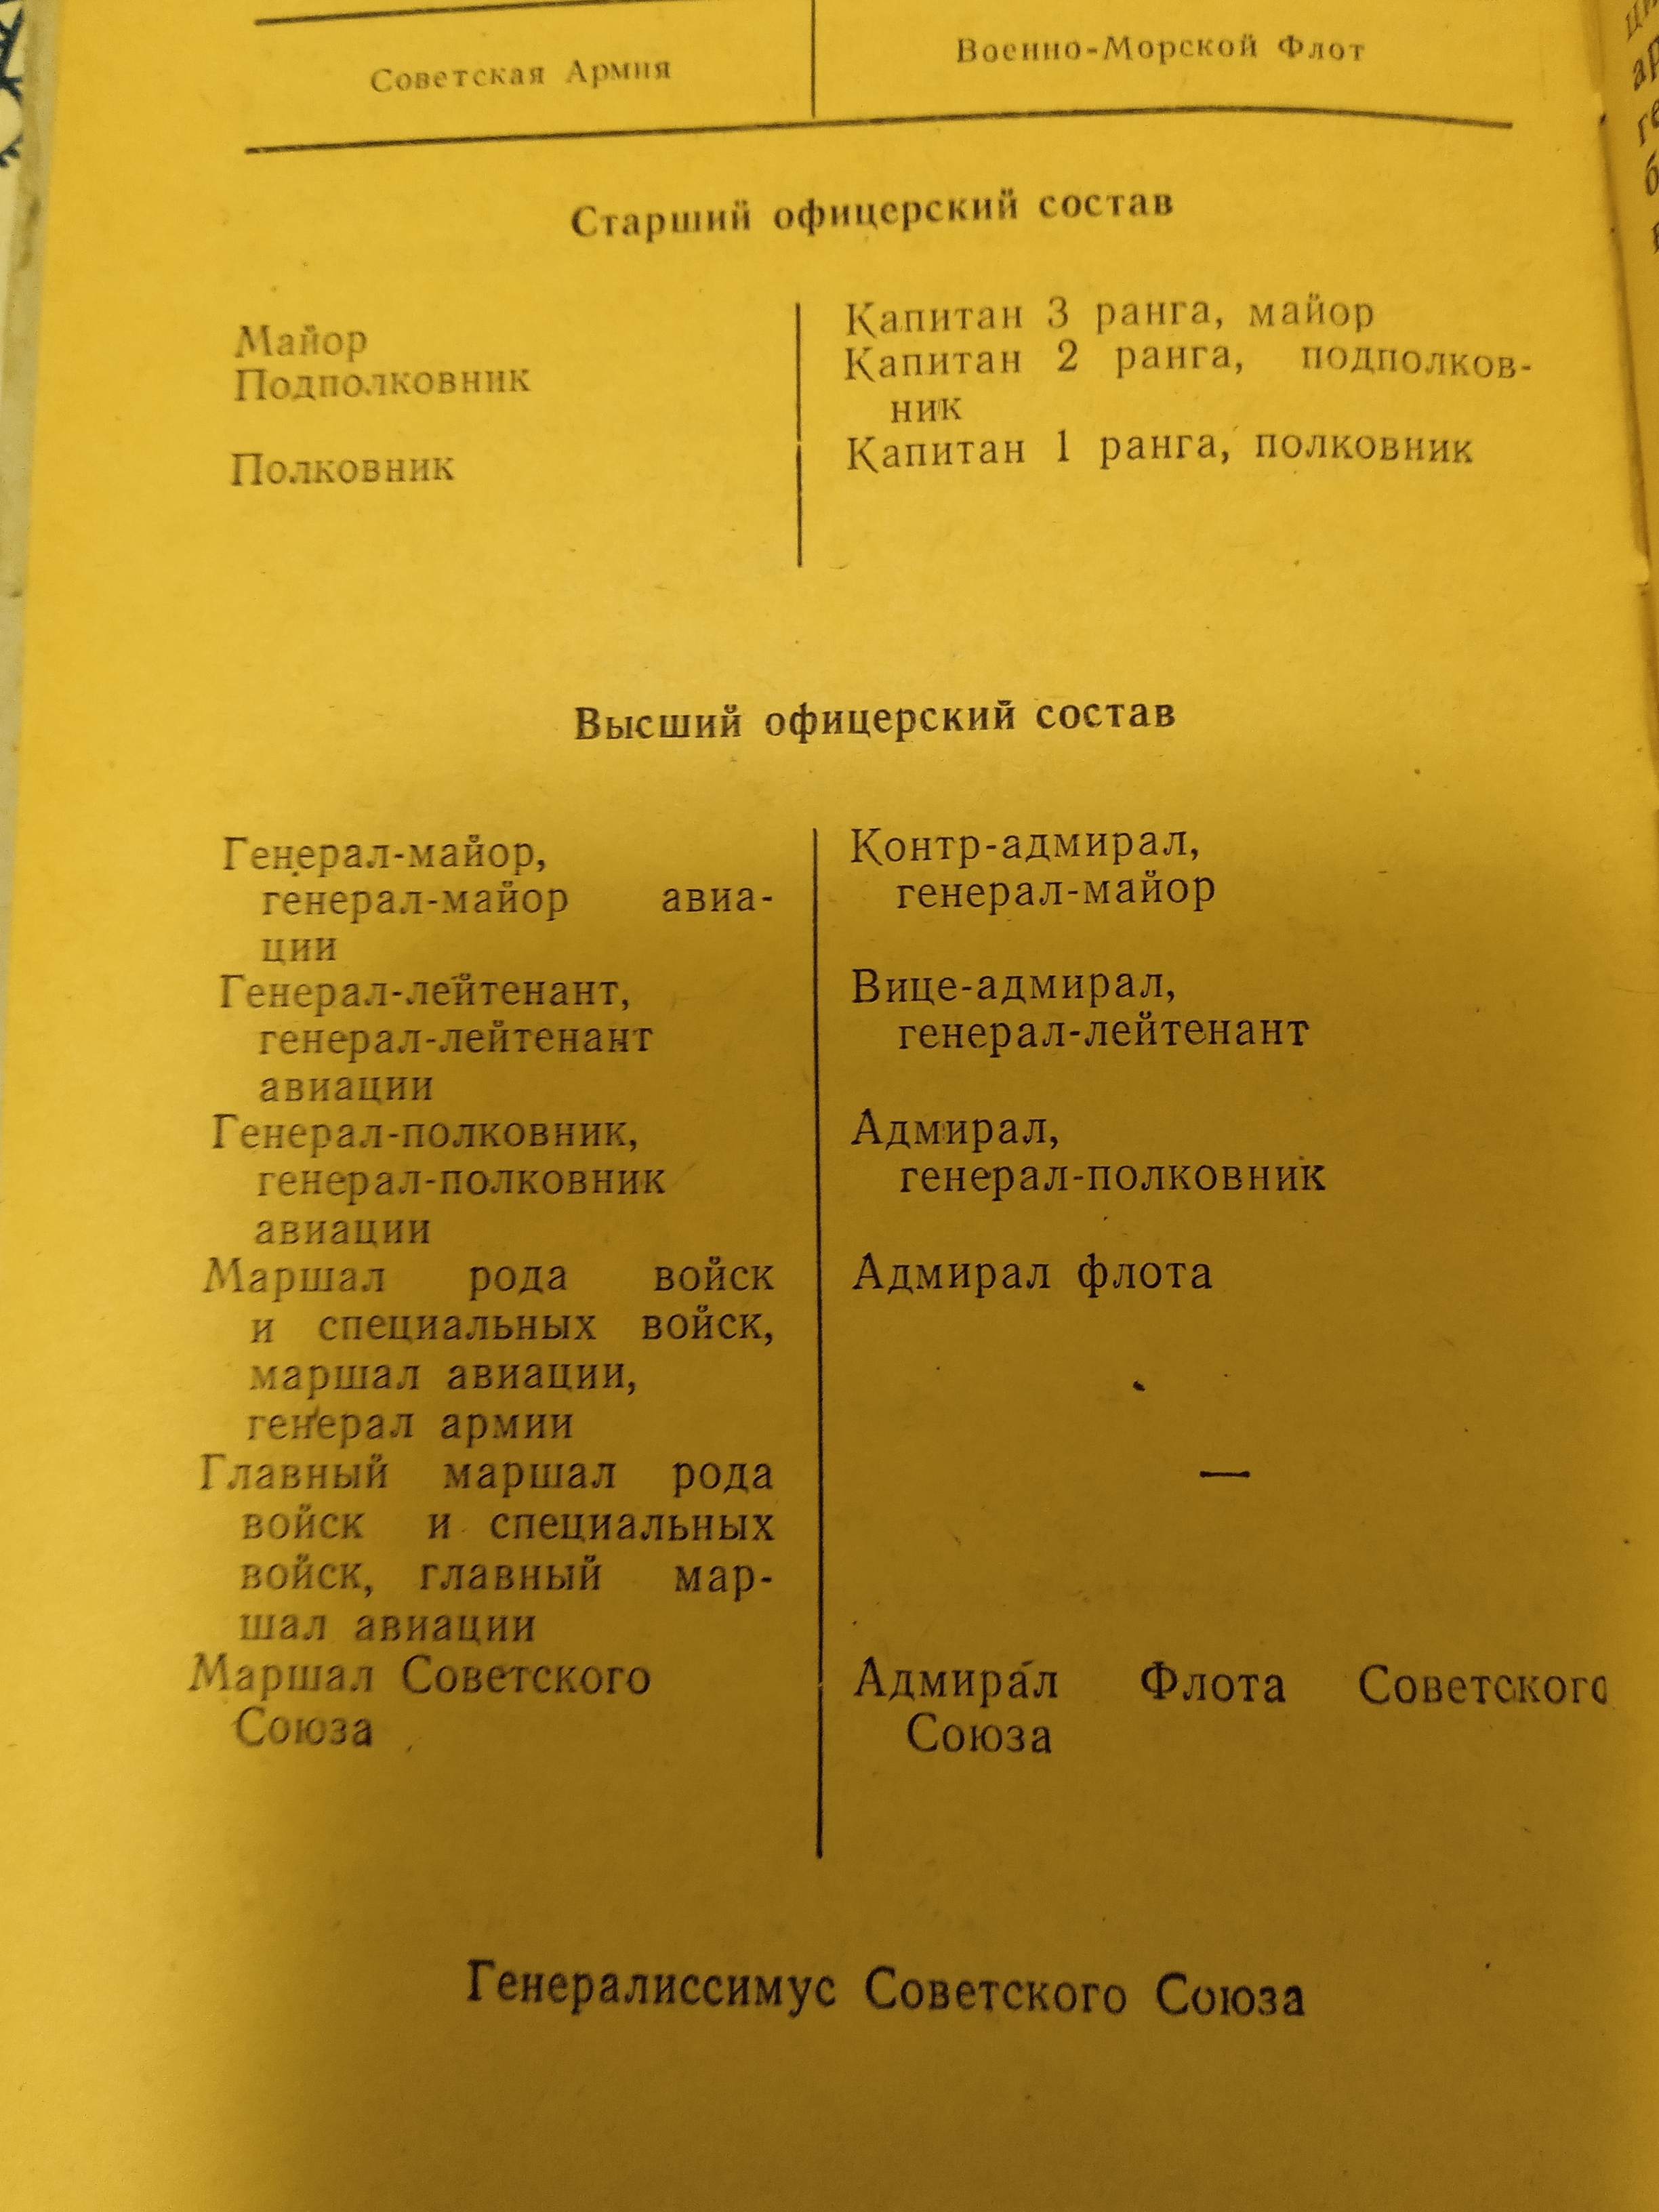 Советская Армия
Военно-Морской Флот
Старший офицерский состав
Майор
Подполковник
Полковник
Капитан 3 ранга, майор
Капитан 2 ранга, подполков-
ник
Капитан 1 ранга, полковник
Высший офицерский состав
Генерал-майор,
генерал-майор авиа-
ции
Генерал-лейтенант,
генерал-лейтенант
авиации
Генерал-полковник,
генерал-полковник
авиации
Маршал рода войск
и специальных войск,
маршал авиации,
генерал армии
Главный маршал рода
войск и специальных
войск, главный мар-
шал авиации
Маршал Советского
Союза
Контр-адмирал,
генерал-майор
Вице-адмирал,
генерал-лейтенант
Адмирал,
генерал-полковник
Адмирал флота
—
Адмирал Флота Советского
Союза
Генералиссимус Советского Союза